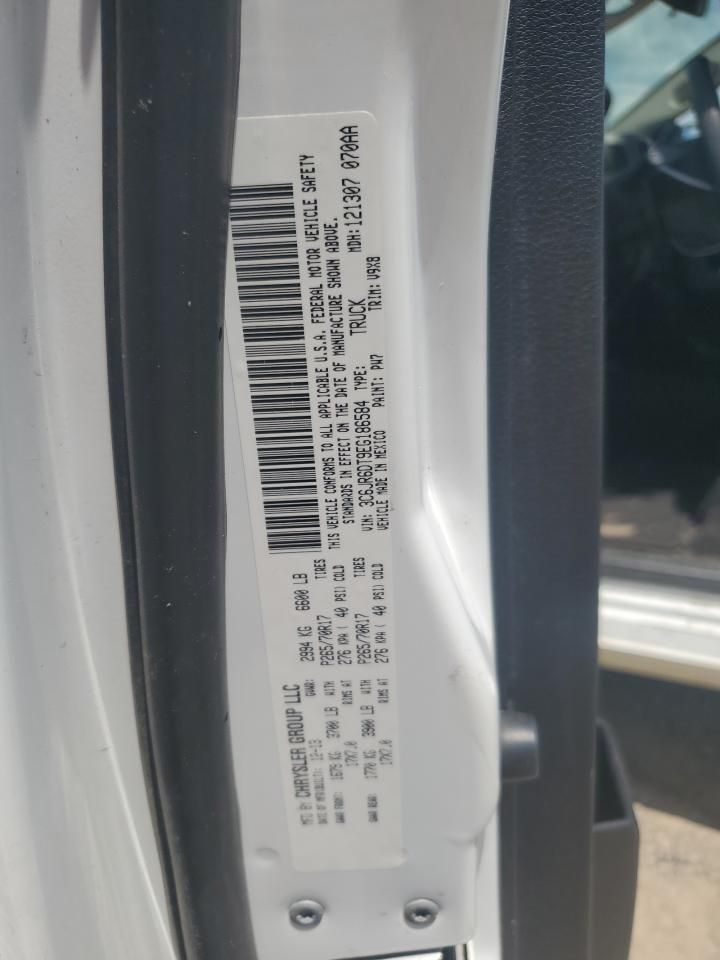 MFG BY: CHRYSLER GROUP LLC
DATE OF MFR(BUILT): 12-13 GVWR: 2994 KG 6600 LB
GAWR FRONT: 1679 KG 3700 LB WITH P265/70R17 TIRES
17X7.0 RIMS AT 276 KPA ( 40 PSI) COLD
GAWR REAR: 1770 KG 3900 LB WITH P265/70R17 TIRES
17X7.0 RIMS AT 276 KPA ( 40 PSI) COLD
THIS VEHICLE CONFORMS TO ALL APPLICABLE U.S.A. FEDERAL MOTOR VEHICLE SAFETY
STANDARDS IN EFFECT ON THE DATE OF MANUFACTURE SHOWN ABOVE.
VIN: 3C6JR6DT9EG186584 TYPE: TRUCK MDH: 121307 070AA
VEHICLE MADE IN MEXICO PAINT: PW7 TRIM: V9X8